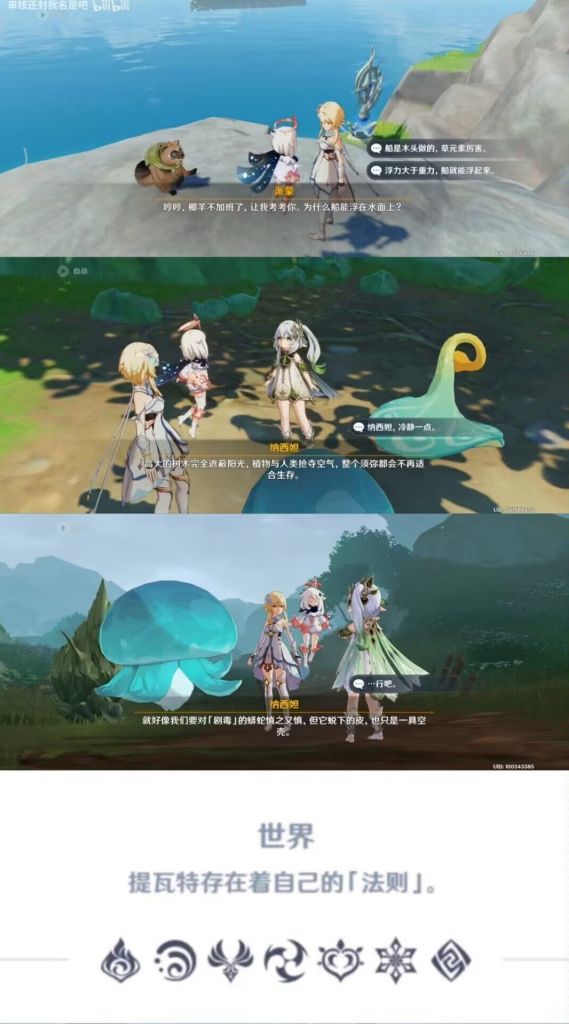 审核还封我名是吧 bilibili
船是木头做的，草元素厉害。
浮力大于重力，船就能浮起来。
派蒙
哼哼，椰羊不加班了，让我考考你。为什么船能浮在水面上？
自动
纳西妲，冷静一点。
纳西妲
高大的树木完全遮蔽阳光，植物与人类抢夺空气，整个须弥都会不再适
合生存。
…行吧。
纳西妲
就好像我们要对「剧毒」的蟒蛇慎之又慎，但它蜕下的皮，也只是一具空
壳。
UID: 100343385
世界
提瓦特存在着自己的「法则」。